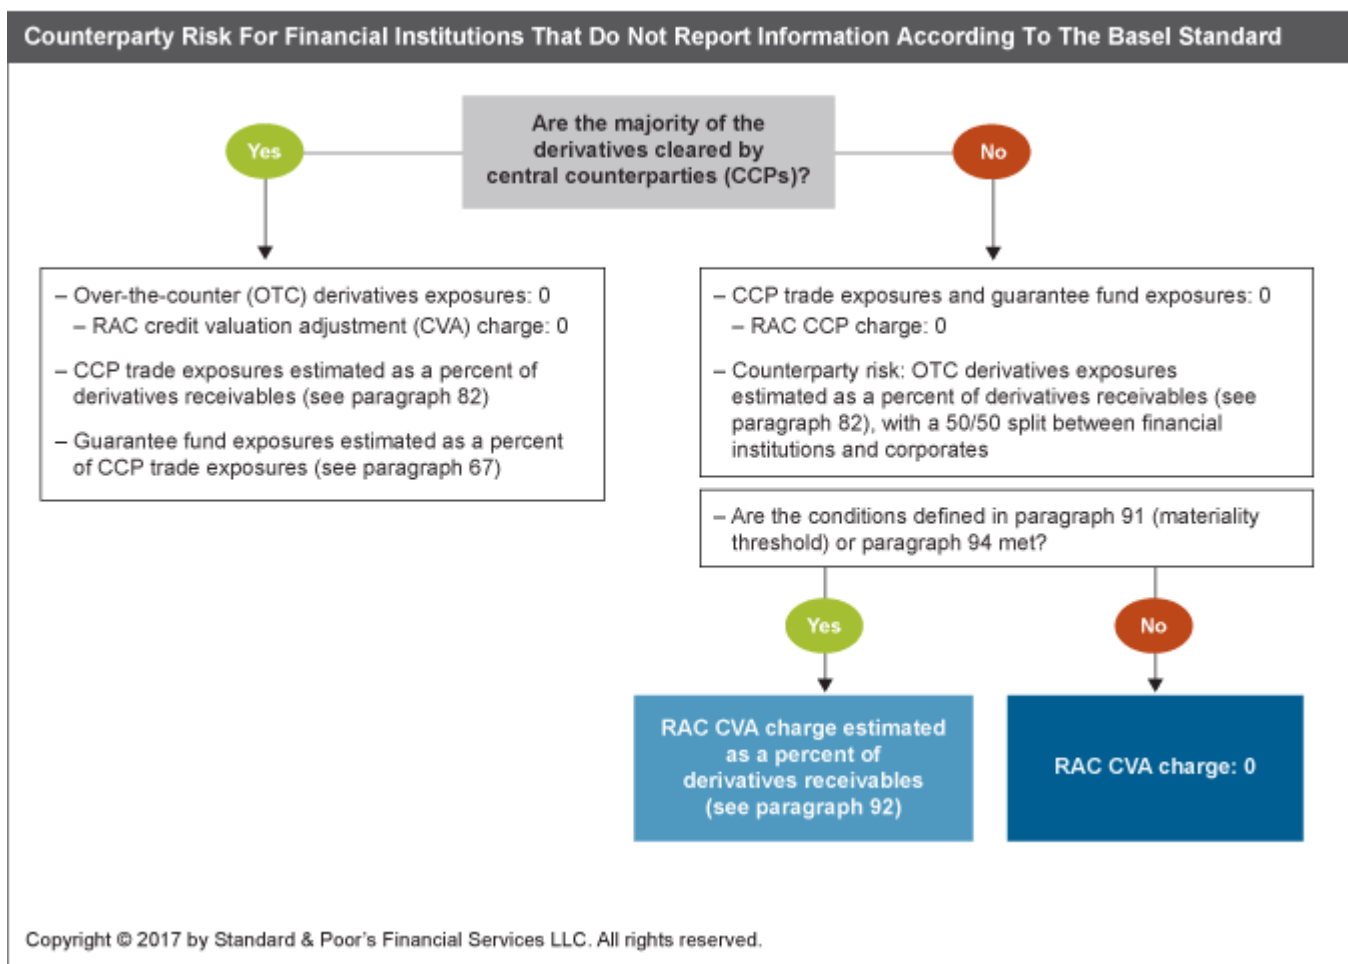 Counterparty Risk For Financial Institutions That Do Not Report Information According To The Basel Standard
Are the majority of the
derivatives cleared by
central counterparties (CCPs)?
Yes
No
– Over-the-counter (OTC) derivatives exposures: 0
– RAC credit valuation adjustment (CVA) charge: 0
– CCP trade exposures estimated as a percent of
derivatives receivables (see paragraph 82)
– Guarantee fund exposures estimated as a percent
of CCP trade exposures (see paragraph 67)
– CCP trade exposures and guarantee fund exposures: 0
– RAC CCP charge: 0
– Counterparty risk: OTC derivatives exposures
estimated as a percent of derivatives receivables (see
paragraph 82), with a 50/50 split between financial
institutions and corporates
– Are the conditions defined in paragraph 91 (materiality
threshold) or paragraph 94 met?
Yes
No
RAC CVA charge estimated
as a percent of
derivatives receivables
(see paragraph 92)
RAC CVA charge: 0
Copyright © 2017 by Standard & Poor's Financial Services LLC. All rights reserved.